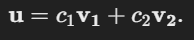 u = c₁v₁ + c₂v₂.